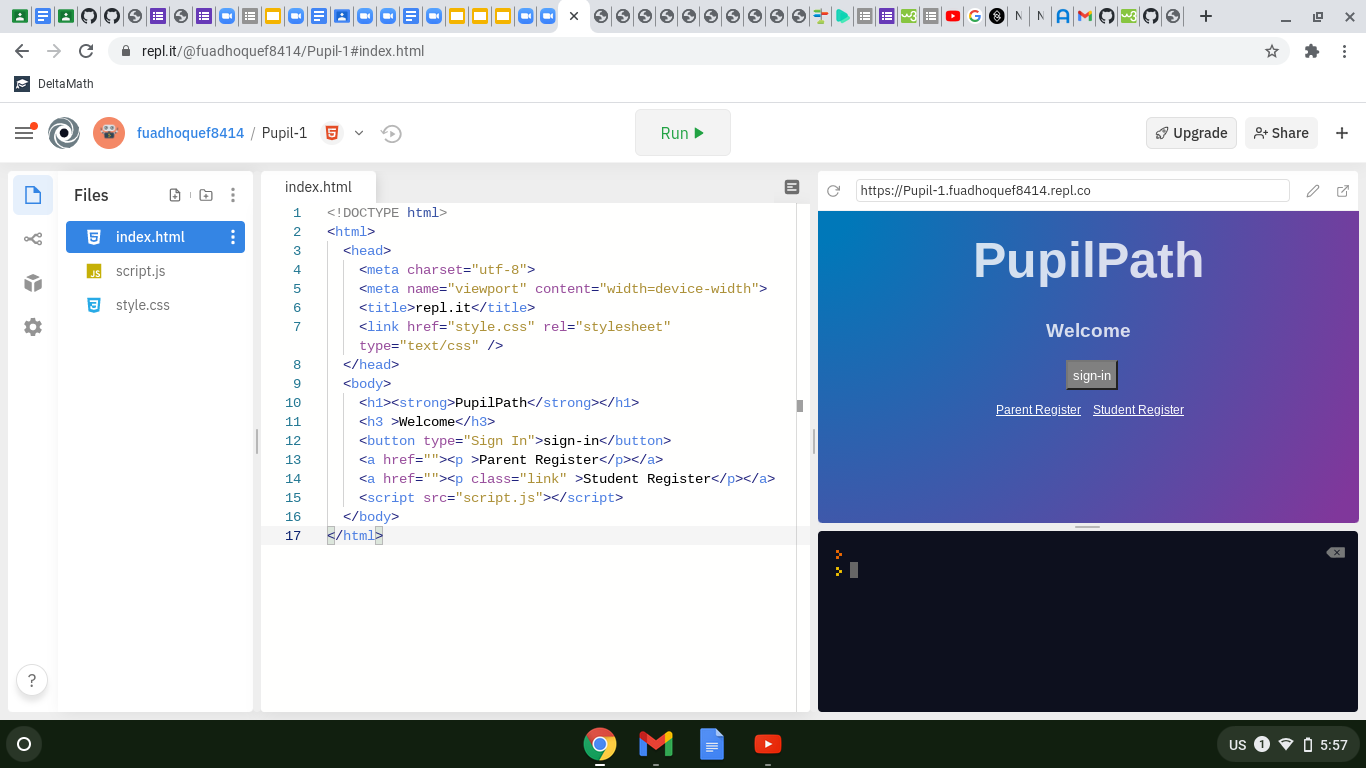 repl.it/@fuadhoquef8414/Pupil-1#index.html
DeltaMath
fuadhoquef8414 / Pupil-1
Run
Upgrade
Share
Files
index.html
script.js
style.css
index.html
1 <!DOCTYPE html>
2 <html>
3 <head>
4 <meta charset="utf-8">
5 <meta name="viewport" content="width=device-width">
6 <title>repl.it</title>
7 <link href="style.css" rel="stylesheet"
type="text/css" />
8 </head>
9 <body>
10 <h1><strong>PupilPath</strong></h1>
11 <h3 >Welcome</h3>
12 <button type="Sign In">sign-in</button>
13 <a href=""><p >Parent Register</p></a>
14 <a href=""><p class="link" >Student Register</p></a>
15 <script src="script.js"></script>
16 </body>
17 </html>
https://Pupil-1.fuadhoquef8414.repl.co
PupilPath
Welcome
sign-in
Parent Register Student Register
?
US 1 5:57